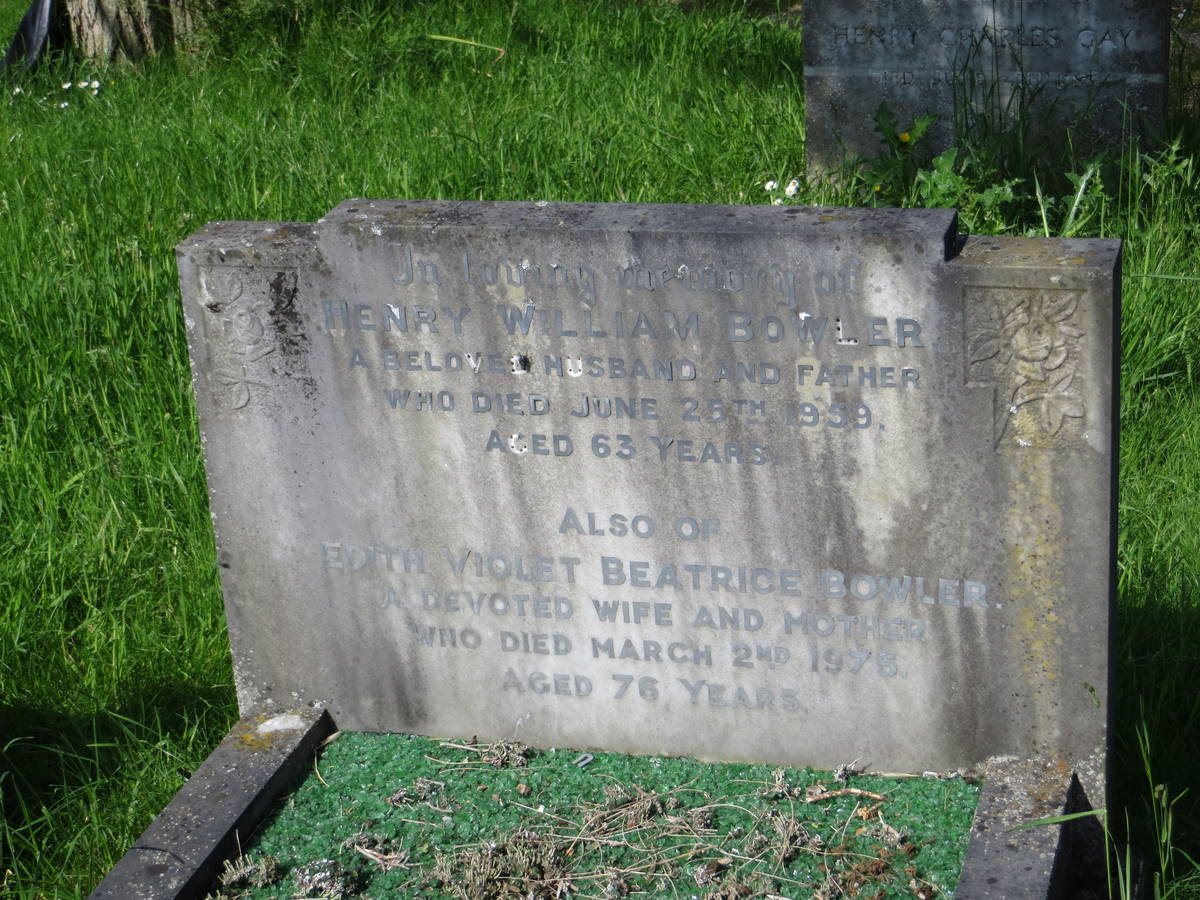 HENRY CHARLES GAY
In loving memory of
HENRY WILLIAM BOWLER.
A BELOVED HUSBAND AND FATHER
WHO DIED JUNE 25TH 1959.
AGED 63 YEARS.
ALSO OF
EDITH VIOLET BEATRICE BOWLER.
A DEVOTED WIFE AND MOTHER
WHO DIED MARCH 2ND 1975.
AGED 76 YEARS.